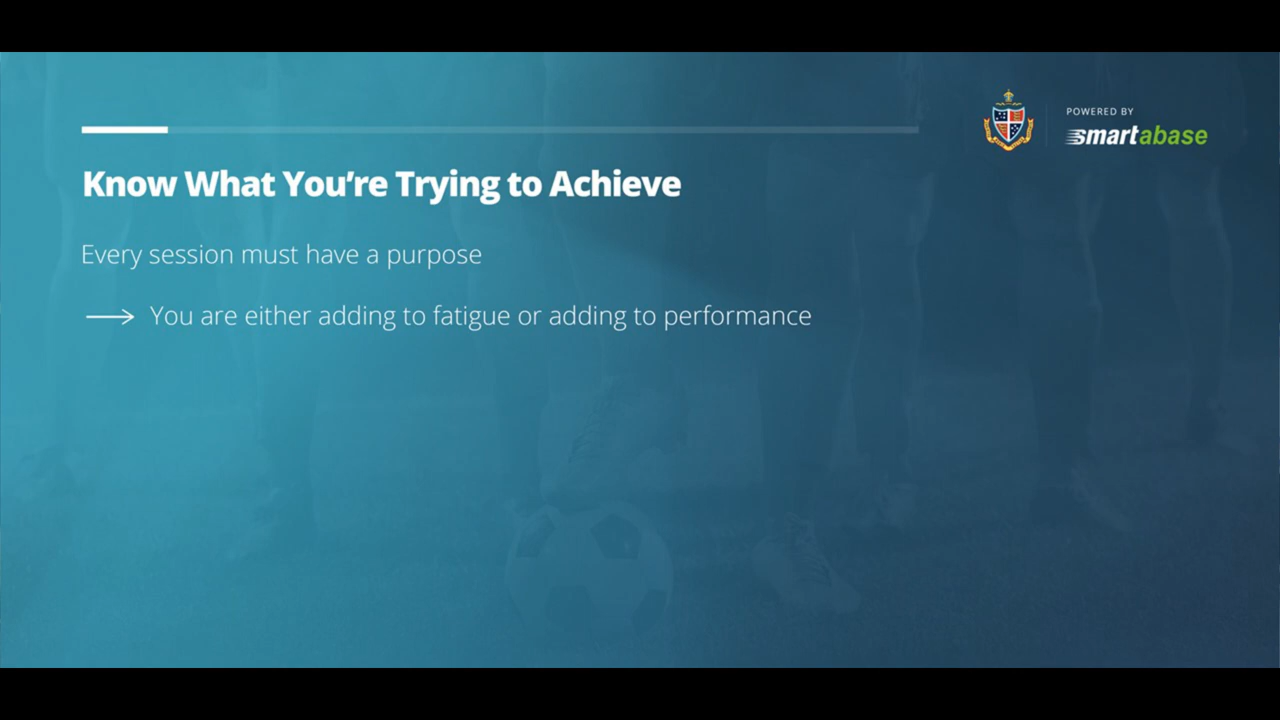 POWERED BY
smartabase
Know What You're Trying to Achieve
Every session must have a purpose
You are either adding to fatigue or adding to performance